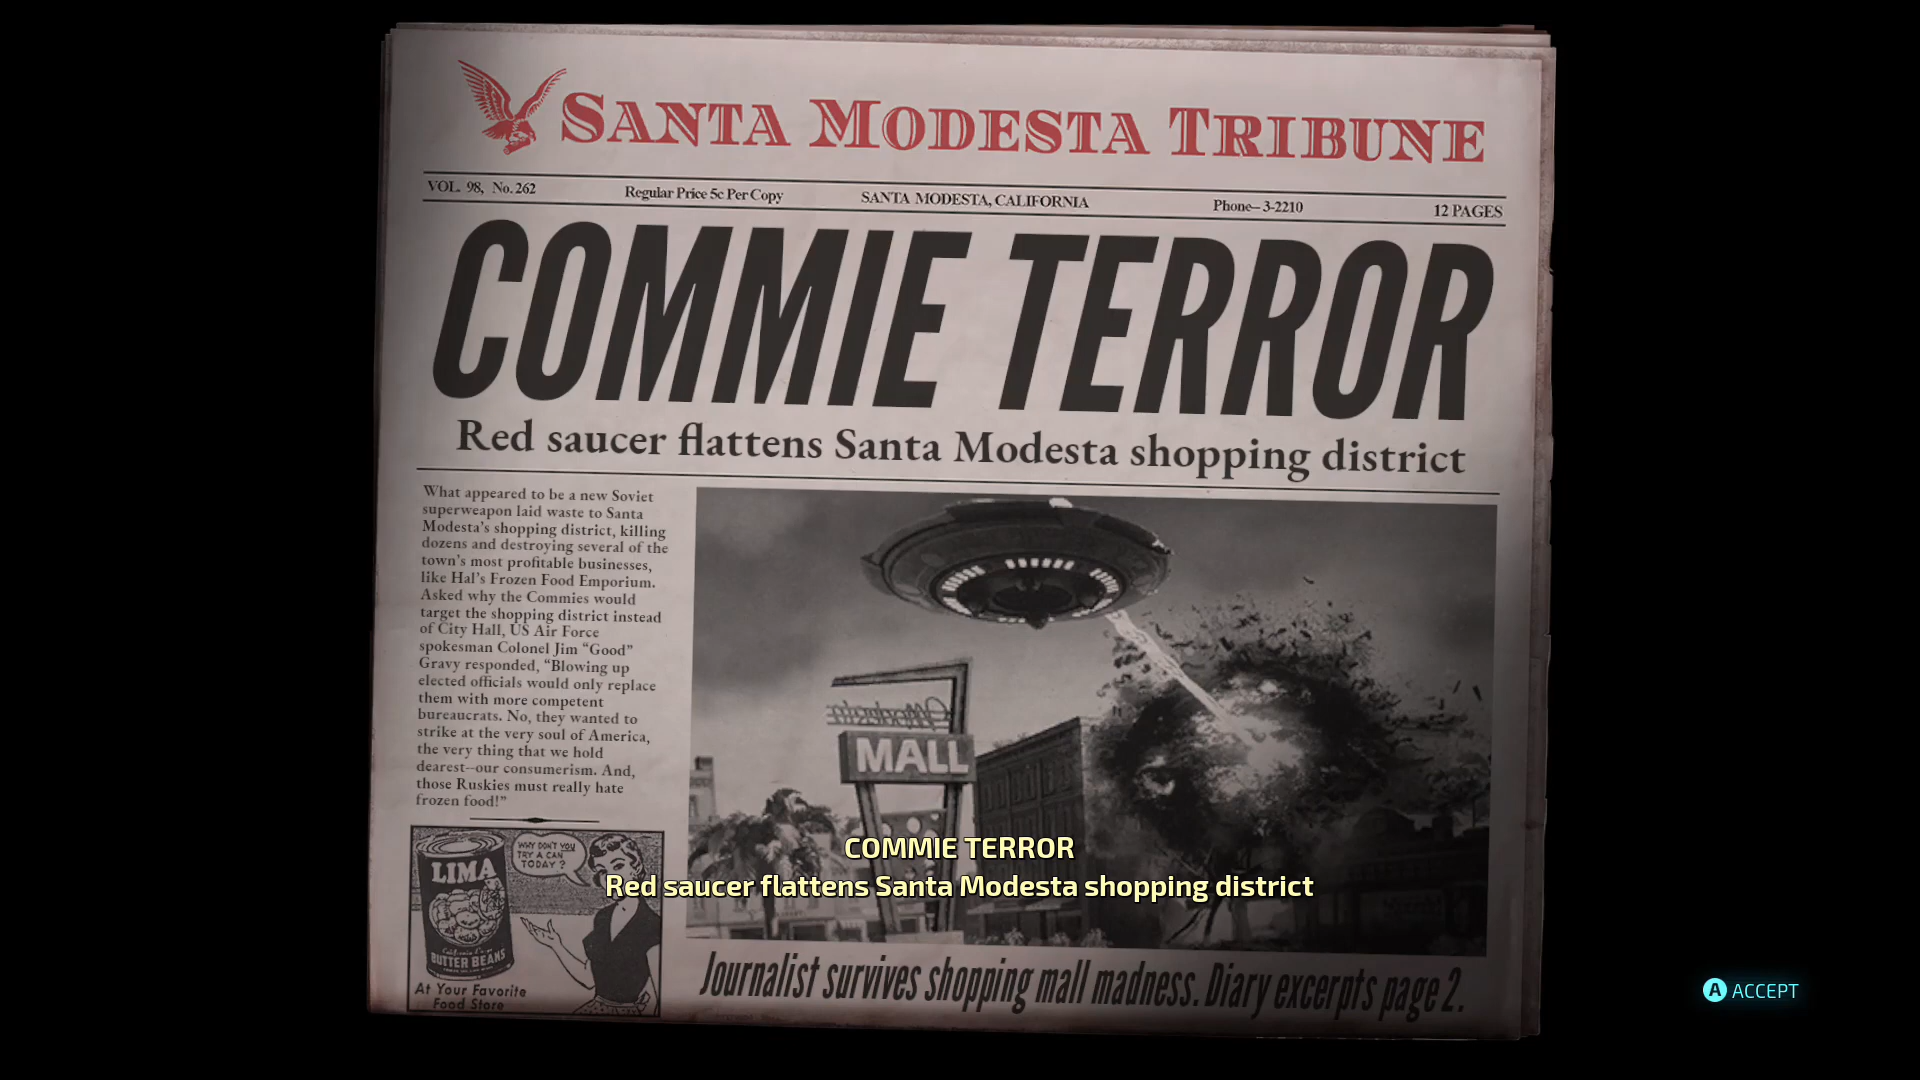 SANTA MODESTA TRIBUNE
VOL. 98, No. 262 Regular Price 5c Per Copy SANTA MODESTA, CALIFORNIA Phone– 3-2210 12 PAGES
COMMIE TERROR
Red saucer flattens Santa Modesta shopping district
What appeared to be a new Soviet
superweapon laid waste to Santa
Modesta's shopping district, killing
dozens and destroying several of the
town's most profitable businesses,
like Hal's Frozen Food Emporium.
Asked why the Commies would
target the shopping district instead
of City Hall, US Air Force
spokesman Colonel Jim “Good”
Gravy responded, “Blowing up
elected officials would only replace
them with more competent
bureaucrats. No, they wanted to
strike at the very soul of America,
the very thing that we hold
dearest--our consumerism. And,
those Ruskies must really hate
frozen food!”
LIMA
BUTTER BEANS
WHY DON'T YOU
TRY A CAN
TODAY?
At Your Favorite
Food Store
MALL
COMMIE TERROR
Red saucer flattens Santa Modesta shopping district
Journalist survives shopping mall madness. Diary excerpts page 2.
A ACCEPT